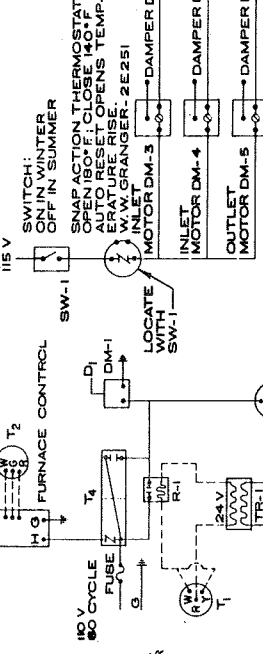 115 V
SWITCH:
ON IN WINTER
OFF IN SUMMER
SW-1
SNAP ACTION THERMOSTAT
OPEN 180°F; CLOSE 140°F
AUTO RESET OPENS TEMP-
ERATURE RISE.
W.W. GRANGER-2E251
INLET
MOTOR DM-3
DAMPER
INLET
MOTOR DM-4
DAMPER
OUTLET
MOTOR DM-5
DAMPER
LOCATE
WITH
SW-1
T2
W
G
R
FURNACE CONTROL
H
G
D1
DM-1
T4
R-1
110 V
60 CYCLE
FUSE
G
24V
TR-1
W
R
Y
T1